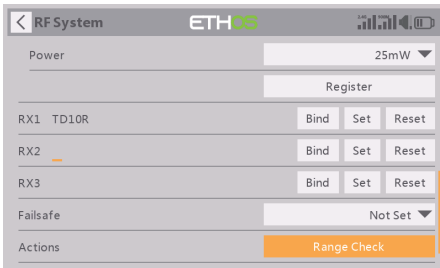 RF System ETHOS
Power 25mW
Register
RX1 TD10R Bind Set Reset
RX2 Bind Set Reset
RX3 Bind Set Reset
Failsafe Not Set
Actions Range Check